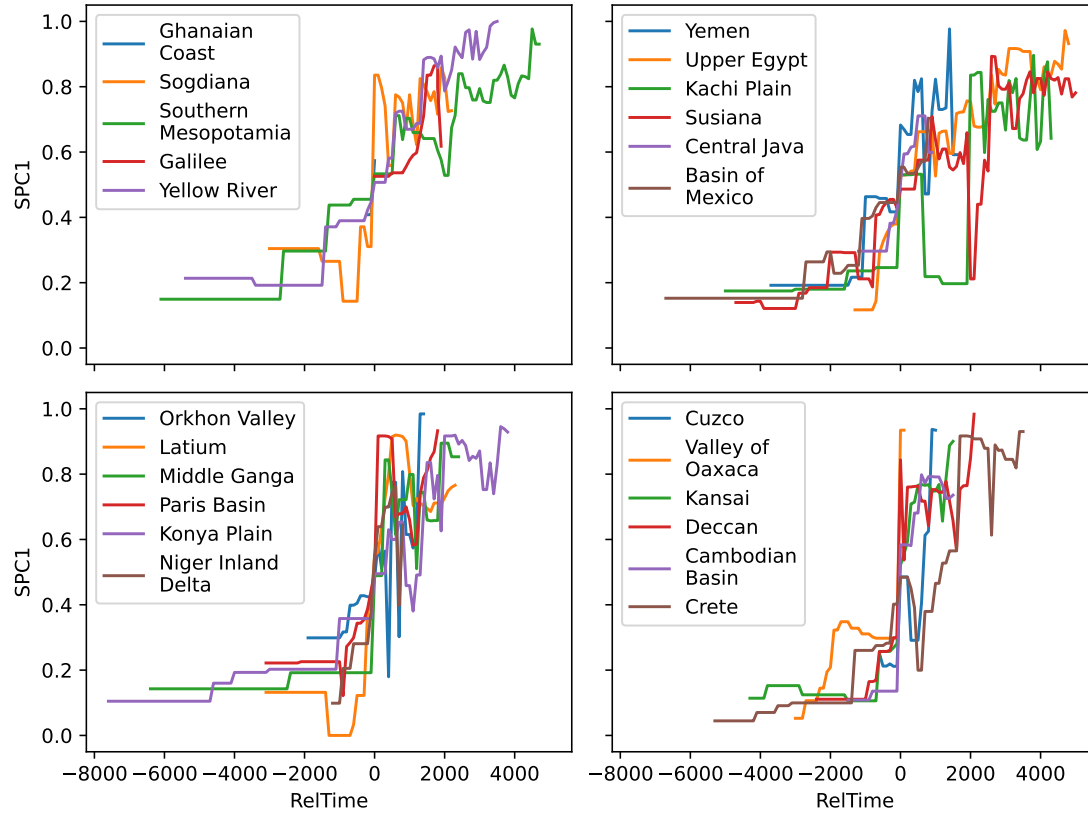 1.0
0.8
0.6
0.4
0.2
0.0
SPC1
Ghanaian
Coast
Sogdiana
Southern
Mesopotamia
Galilee
Yellow River
Yemen
Upper Egypt
Kachi Plain
Susiana
Central Java
Basin of
Mexico
1.0
0.8
0.6
0.4
0.2
0.0
SPC1
Orkhon Valley
Latium
Middle Ganga
Paris Basin
Konya Plain
Niger Inland
Delta
−8000 −6000 −4000 −2000 0 2000 4000
RelTime
Cuzco
Valley of
Oaxaca
Kansai
Deccan
Cambodian
Basin
Crete
−8000 −6000 −4000 −2000 0 2000 4000
RelTime